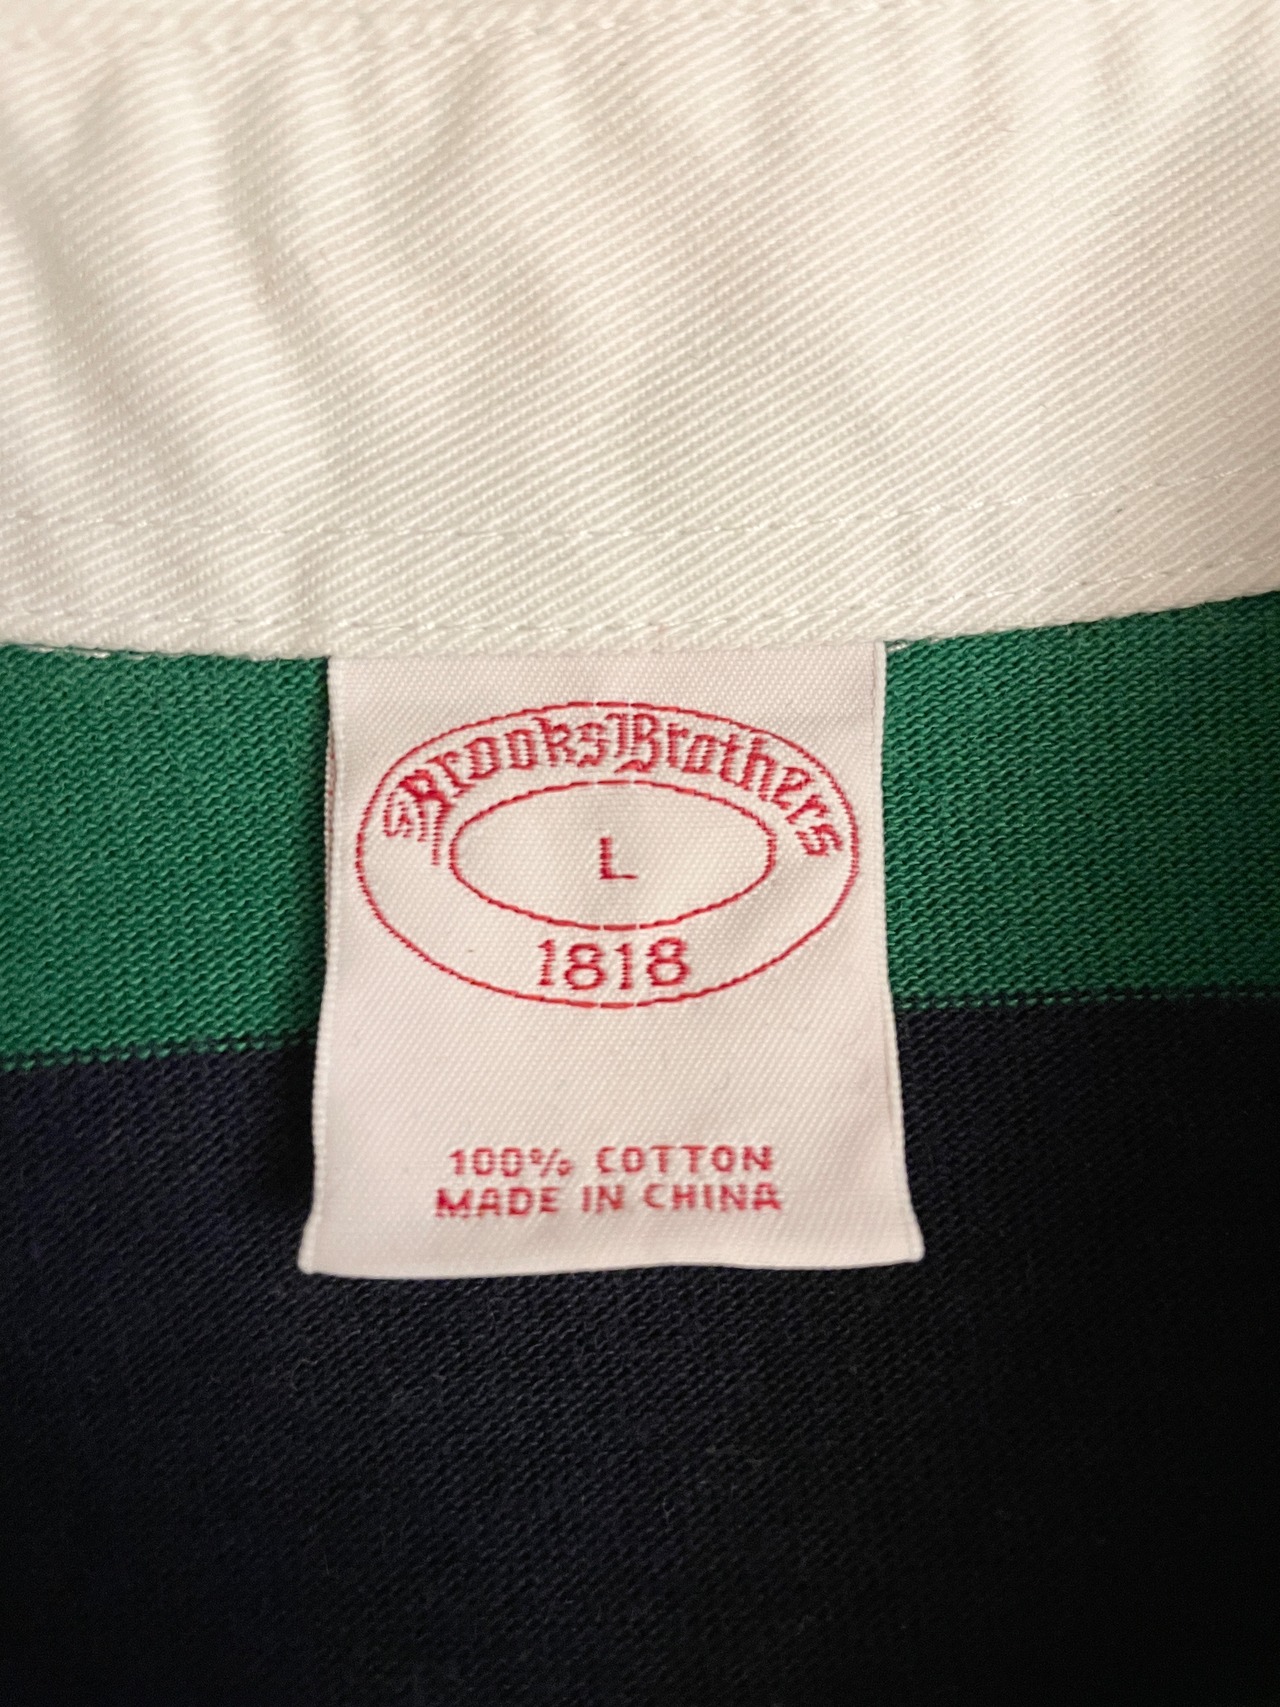 Brooks Brothers
L
1818
100% COTTON
MADE IN CHINA